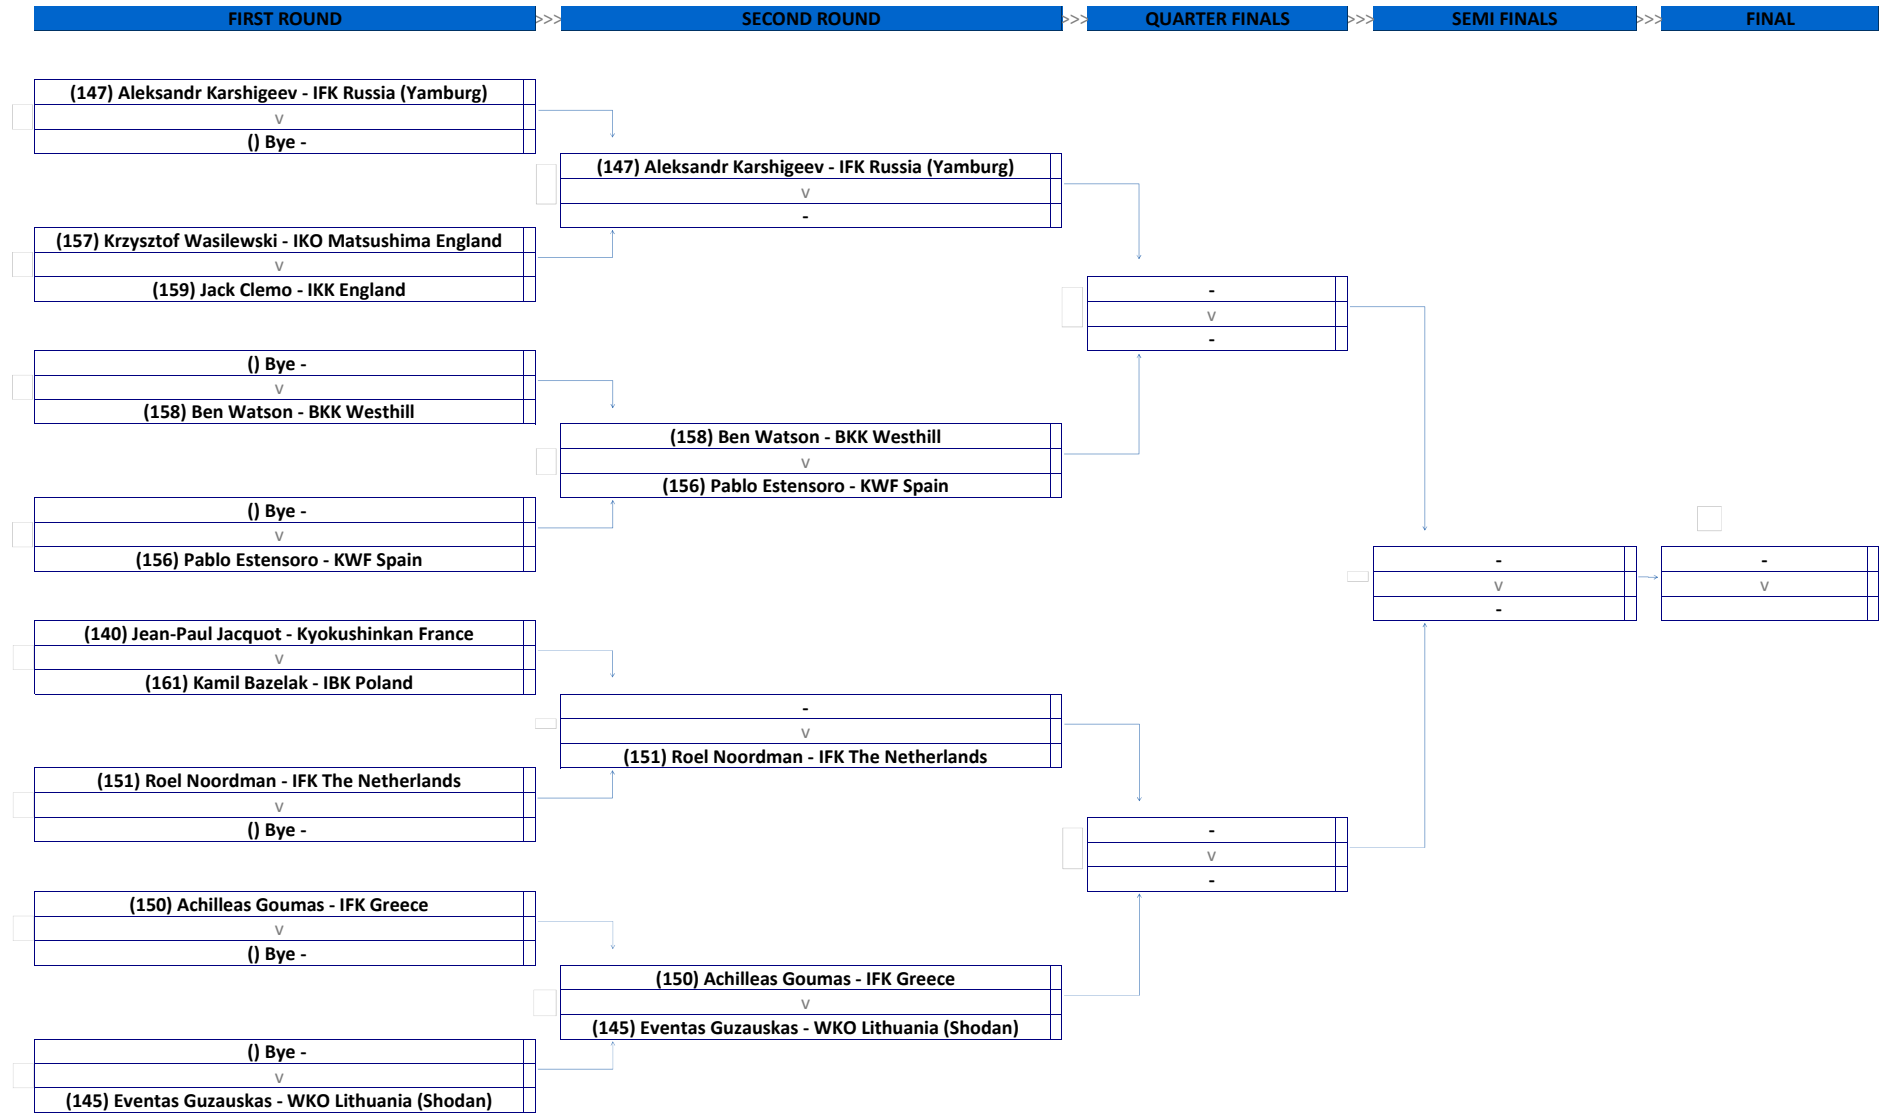 FIRST ROUND >>> SECOND ROUND >>> QUARTER FINALS >>> SEMI FINALS >>> FINAL
(147) Aleksandr Karshigeev - IFK Russia (Yamburg)
v
() Bye -
(157) Krzysztof Wasilewski - IKO Matsushima England
v
(159) Jack Clemo - IKK England
() Bye -
v
(158) Ben Watson - BKK Westhill
() Bye -
v
(156) Pablo Estensoro - KWF Spain
(140) Jean-Paul Jacquot - Kyokushinkan France
v
(161) Kamil Bazelak - IBK Poland
(151) Roel Noordman - IFK The Netherlands
v
() Bye -
(150) Achilleas Goumas - IFK Greece
v
() Bye -
() Bye -
v
(145) Eventas Guzauskas - WKO Lithuania (Shodan)
(147) Aleksandr Karshigeev - IFK Russia (Yamburg)
v
-
(158) Ben Watson - BKK Westhill
v
(156) Pablo Estensoro - KWF Spain
-
v
(151) Roel Noordman - IFK The Netherlands
(150) Achilleas Goumas - IFK Greece
v
(145) Eventas Guzauskas - WKO Lithuania (Shodan)
-
v
-
-
v
-
-
v
-
-
v